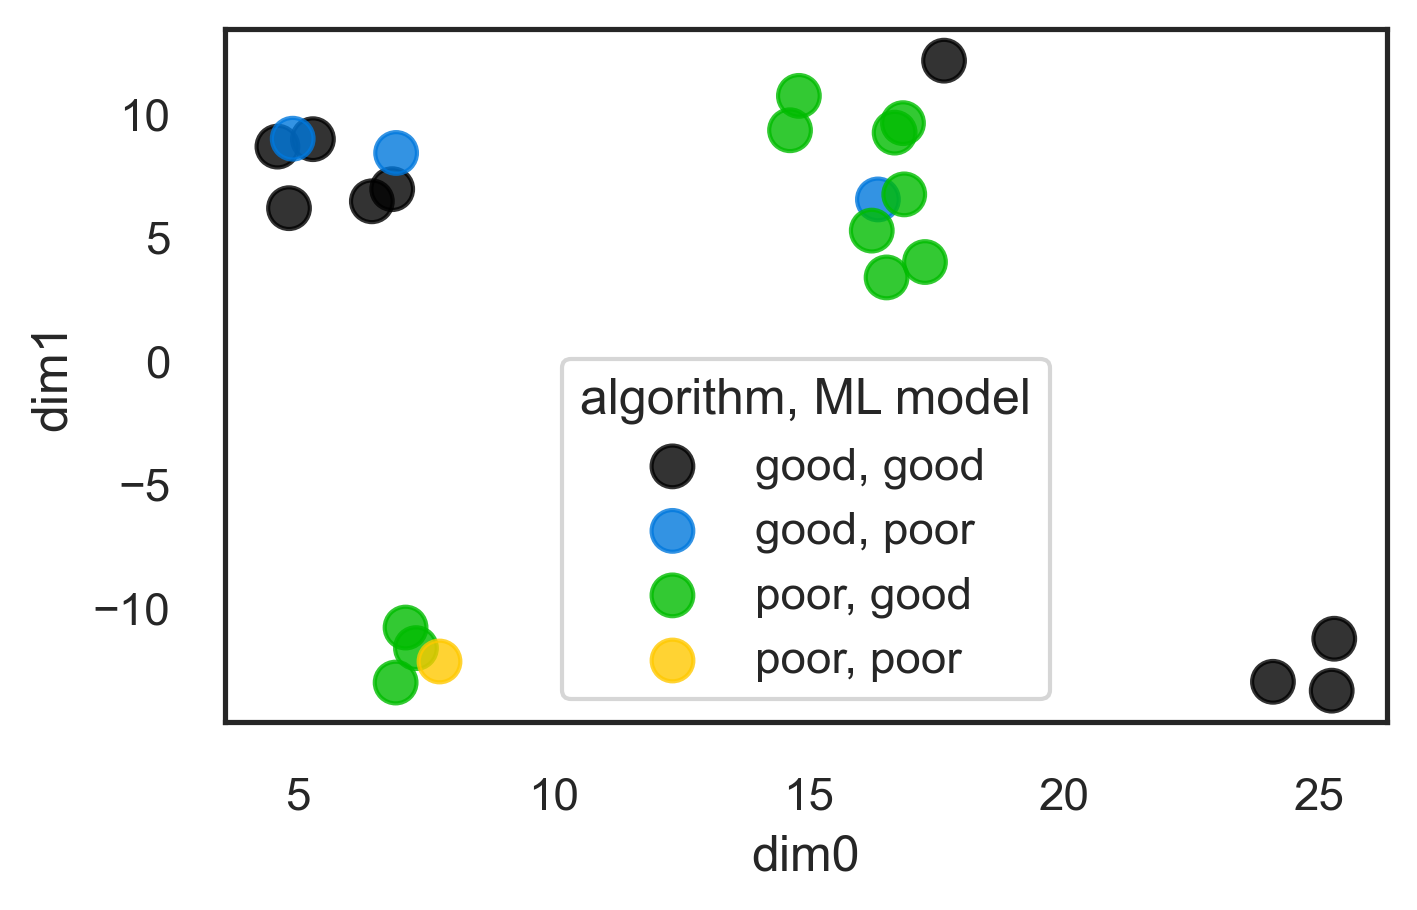 10
5
0
−5
−10
dim1
algorithm, ML model
good, good
good, poor
poor, good
poor, poor
5 10 15 20 25
dim0